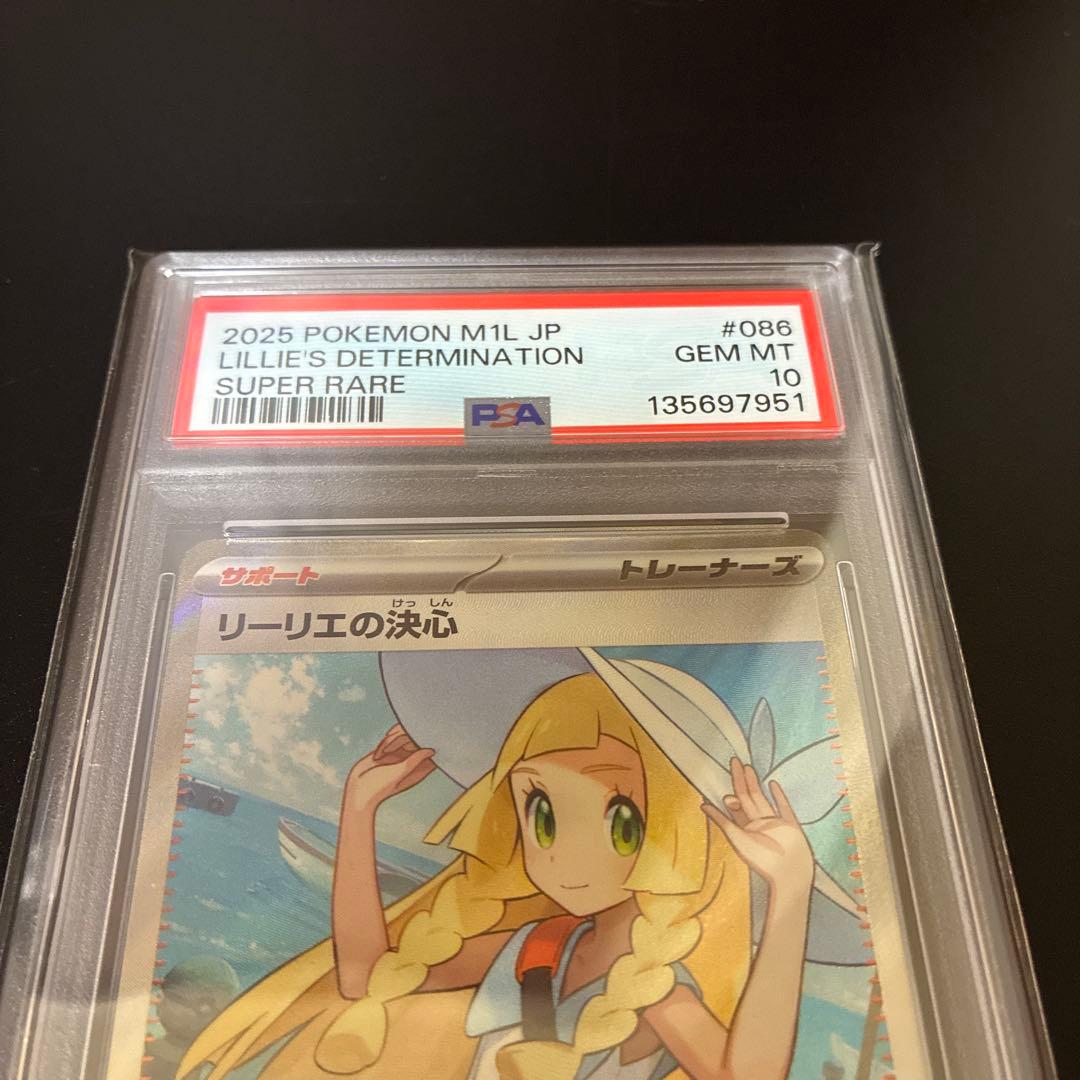 2025 POKEMON M1L JP #086
LILLIE'S DETERMINATION GEM MT
SUPER RARE 10
PSA 135697951
サポート トレーナーズ
けっ しん
リーリエの決心